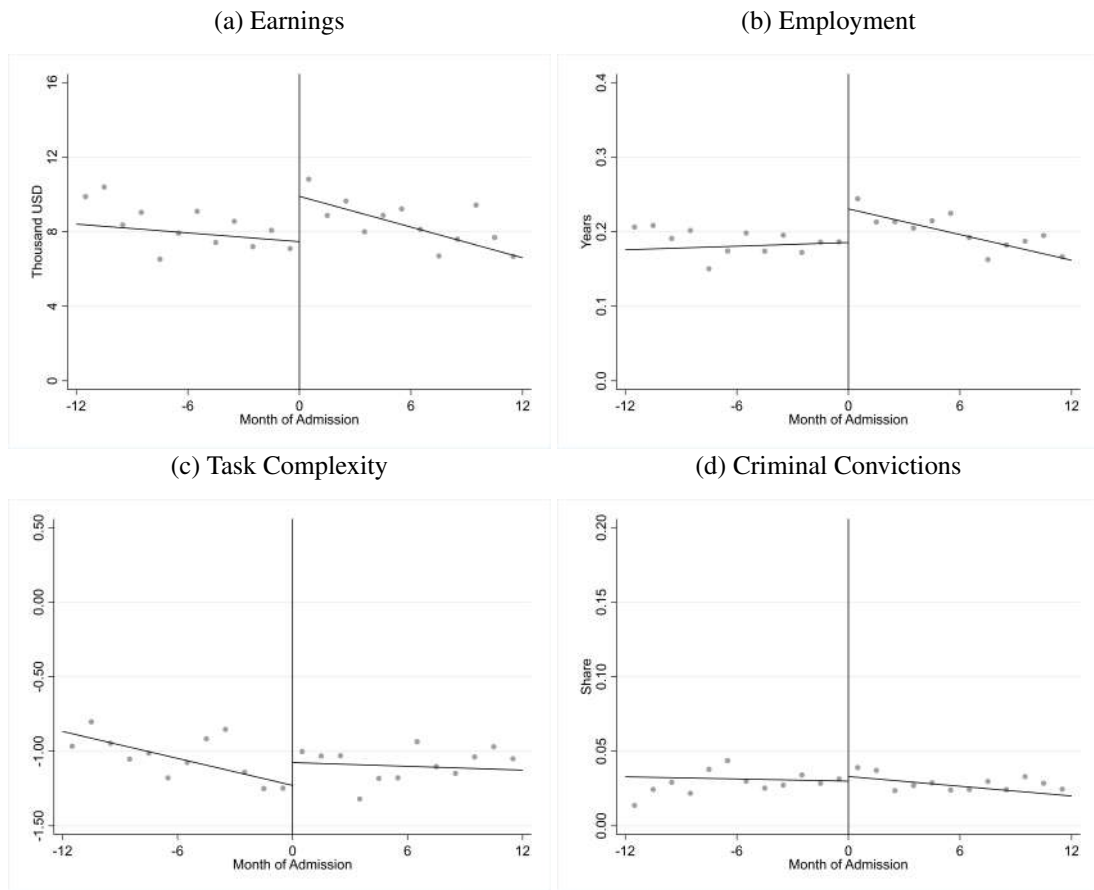 (a) Earnings
Thousand USD
16
12
8
4
0
-12 -6 0 6 12
Month of Admission
(b) Employment
Years
0.4
0.3
0.2
0.1
0.0
-12 -6 0 6 12
Month of Admission
(c) Task Complexity
0.50
0.00
-0.50
-1.00
-1.50
-12 -6 0 6 12
Month of Admission
(d) Criminal Convictions
Share
0.20
0.15
0.10
0.05
0.00
-12 -6 0 6 12
Month of Admission